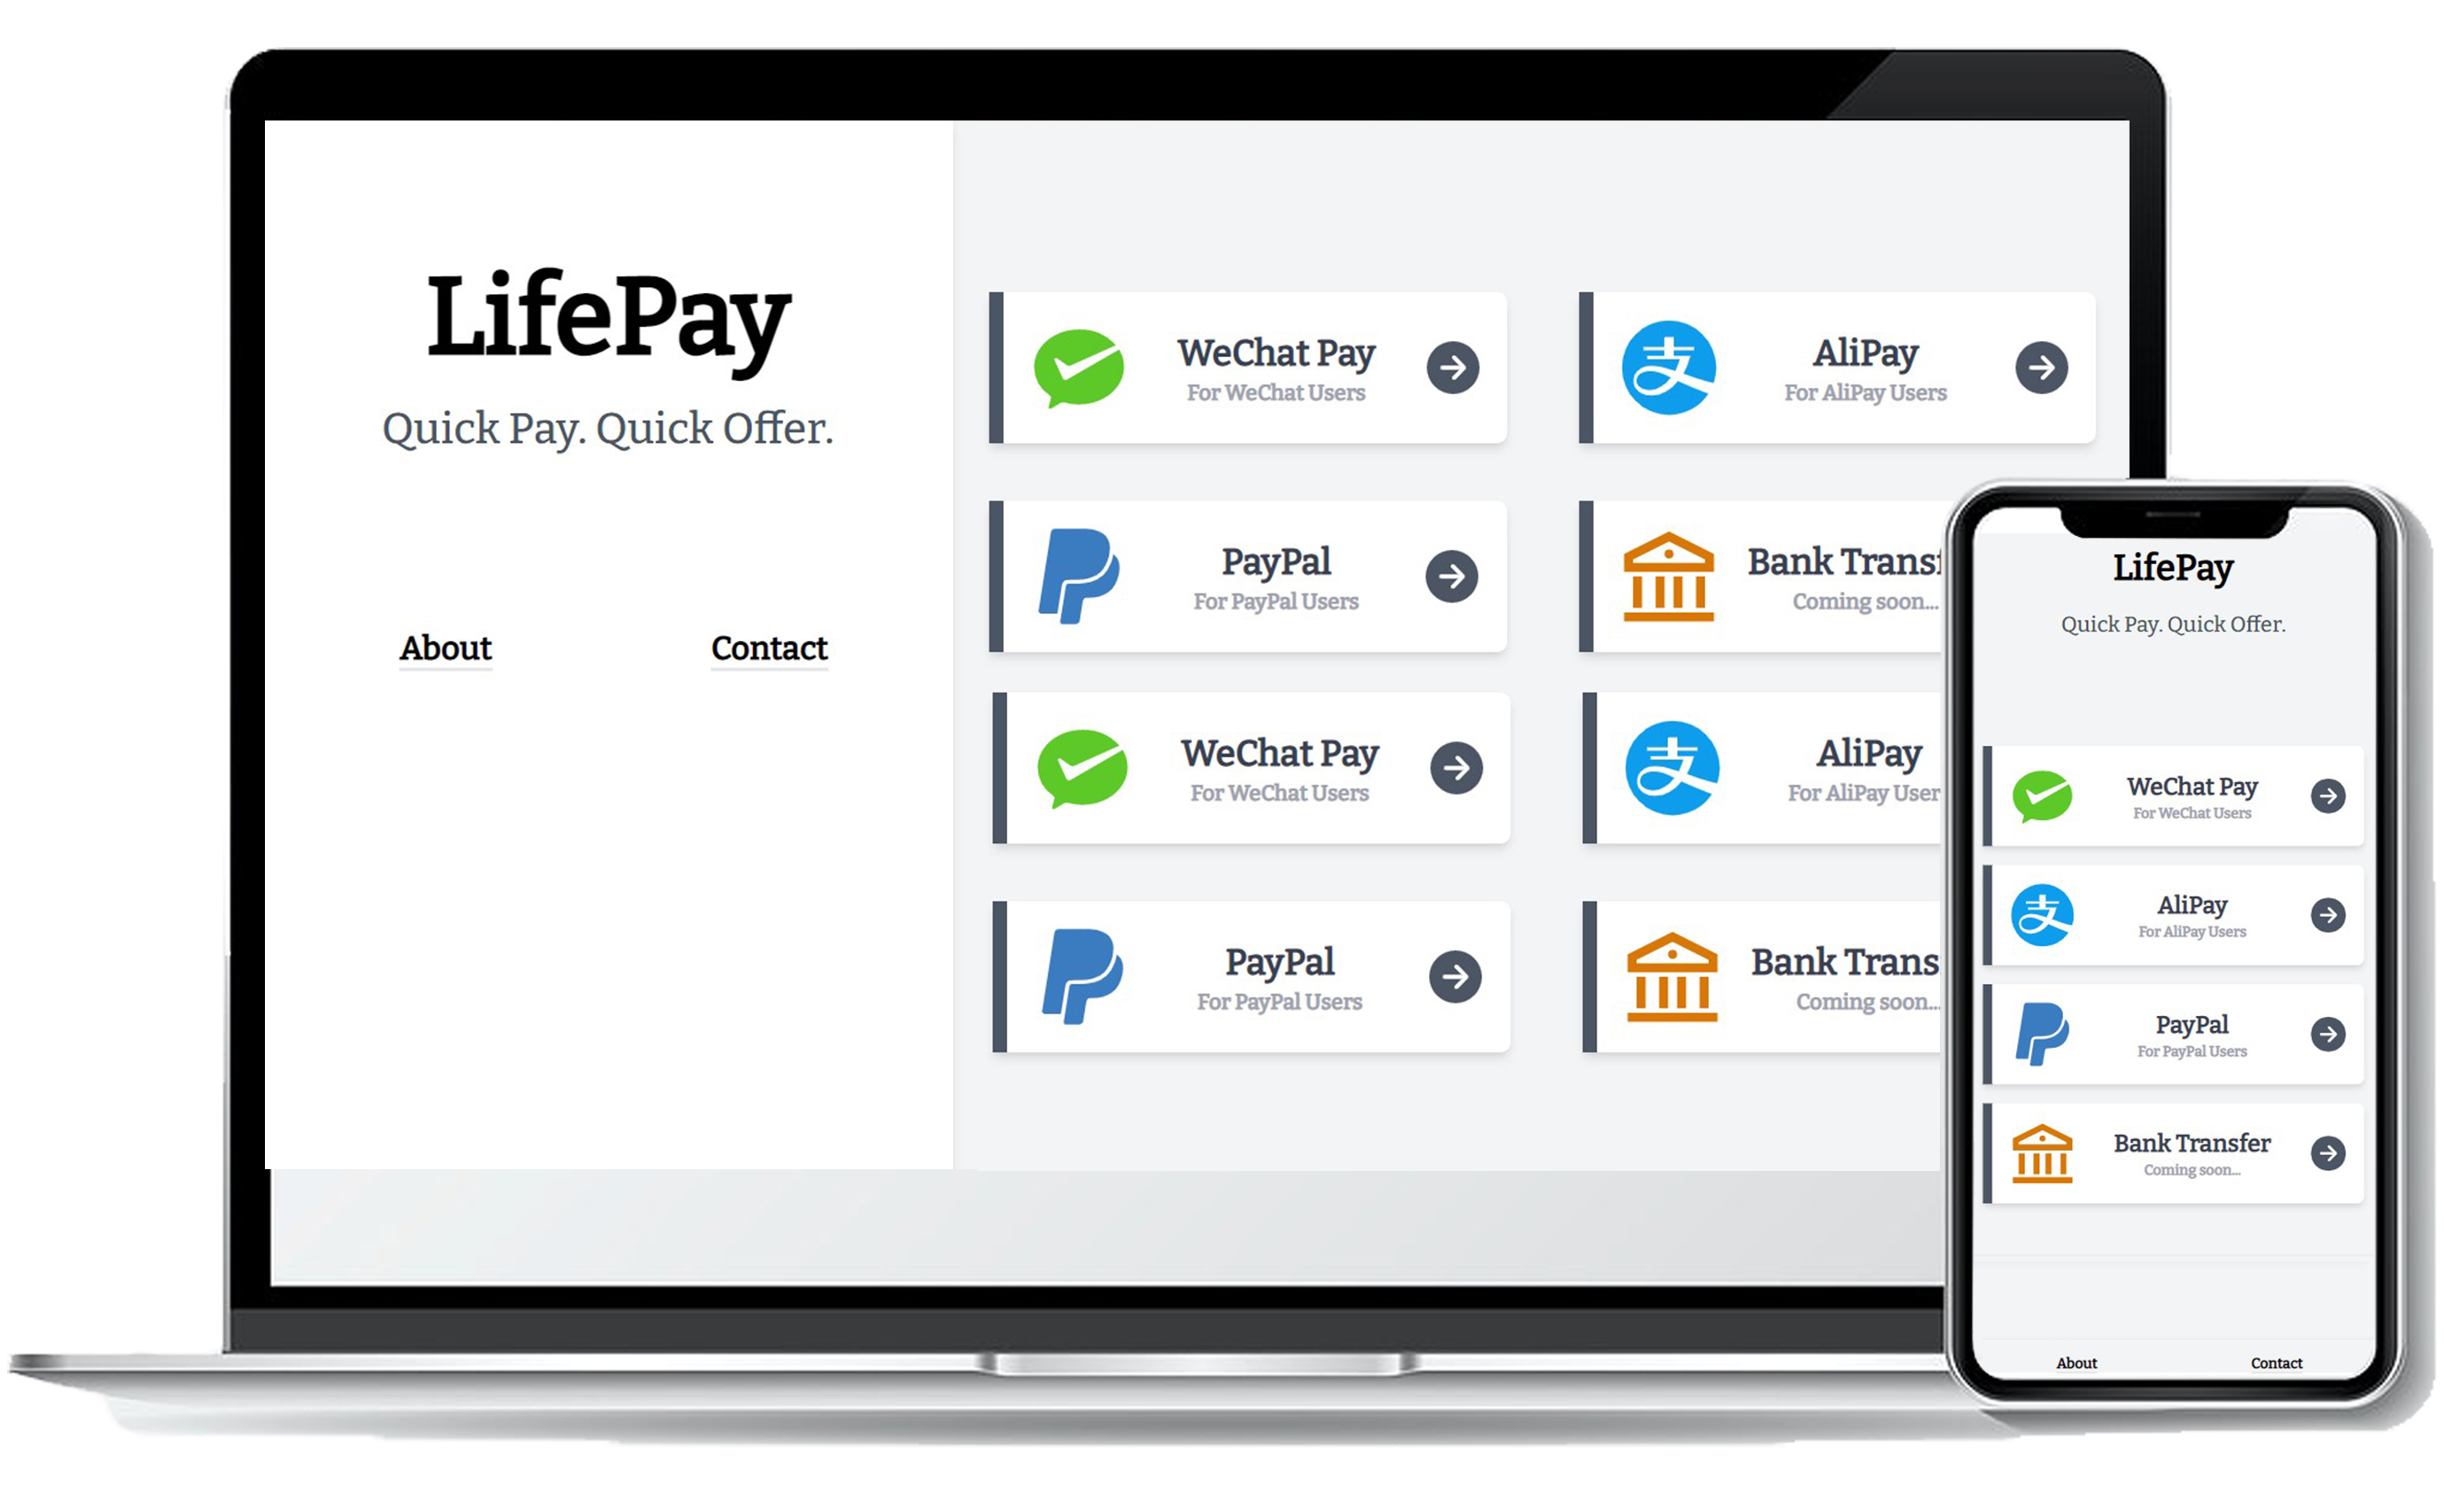 LifePay
Quick Pay. Quick Offer.
About
Contact
WeChat Pay
For WeChat Users
AliPay
For AliPay Users
PayPal
For PayPal Users
Bank Transf
Coming soon...
WeChat Pay
For WeChat Users
AliPay
For AliPay User
PayPal
For PayPal Users
Bank Trans
Coming soon...
LifePay
Quick Pay. Quick Offer.
WeChat Pay
For WeChat Users
支
AliPay
For AliPay Users
PayPal
For PayPal Users
Bank Transfer
Coming soon...
About
Contact